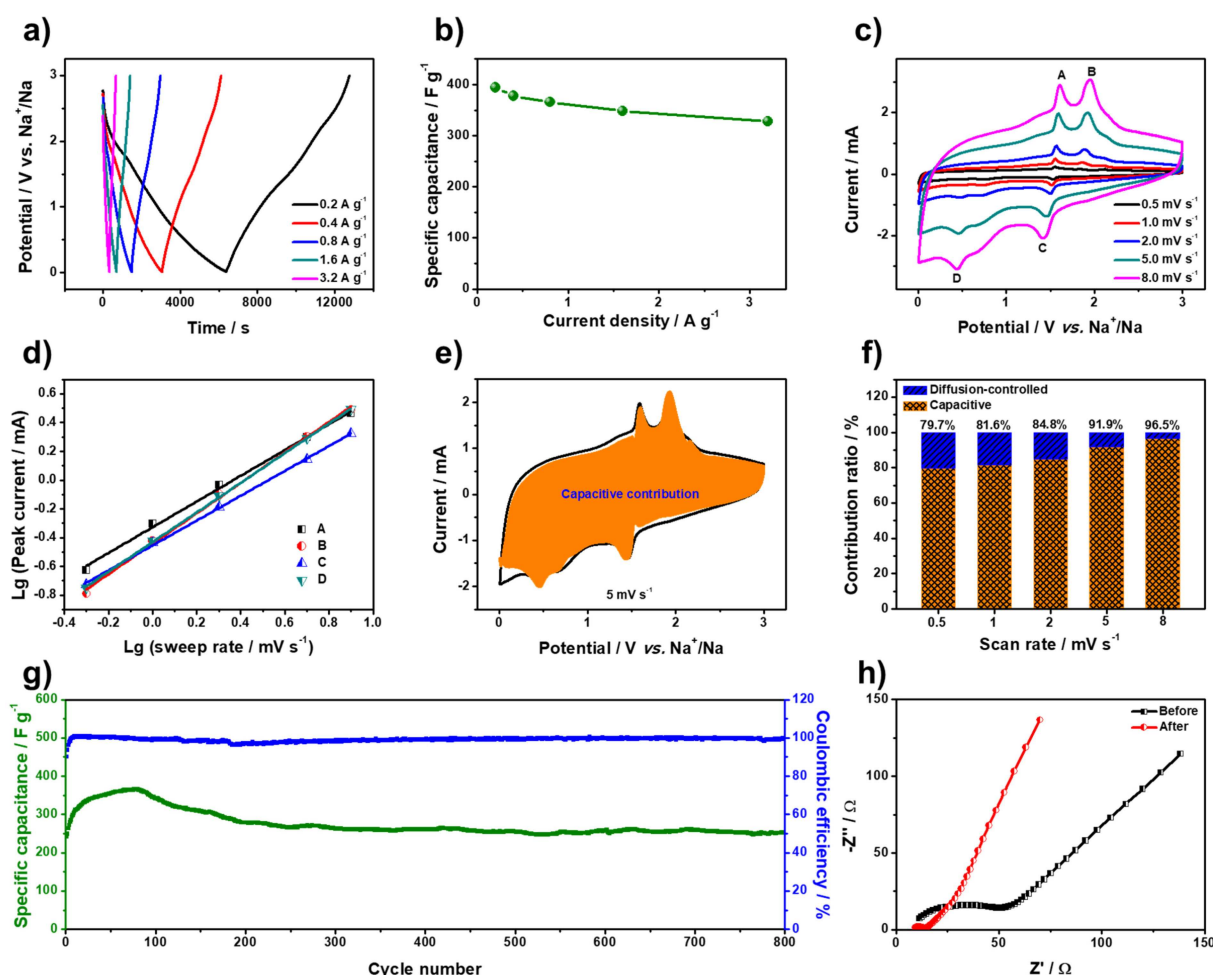 a)
Potential / V vs. Na⁺/Na
3
2
1
0
0.2 A g⁻¹
0.4 A g⁻¹
0.8 A g⁻¹
1.6 A g⁻¹
3.2 A g⁻¹
0 4000 8000 12000
Time / s
b)
Specific capacitance / F g⁻¹
400
300
200
100
0
0 1 2 3
Current density / A g⁻¹
c)
Current / mA
2
0
-2
A
B
C
D
0.5 mV s⁻¹
1.0 mV s⁻¹
2.0 mV s⁻¹
5.0 mV s⁻¹
8.0 mV s⁻¹
0 1 2 3
Potential / V vs. Na⁺/Na
d)
Lg (Peak current / mA)
0.6
0.4
0.2
0.0
-0.2
-0.4
-0.6
-0.8
A
B
C
D
-0.4 -0.2 0.0 0.2 0.4 0.6 0.8 1.0
Lg (sweep rate / mV s⁻¹)
e)
Current / mA
2
1
0
-1
-2
Capacitive contribution
5 mV s⁻¹
0 1 2 3
Potential / V vs. Na⁺/Na
f)
Contribution ratio / %
120
100
80
60
40
20
0
Diffusion-controlled
Capacitive
79.7% 81.6% 84.8% 91.9% 96.5%
0.5 1 2 5 8
Scan rate / mV s⁻¹
g)
Specific capacitance / F g⁻¹
600
500
400
300
200
100
0
120
100
80
60
40
20
0
Coulombic efficiency / %
0 100 200 300 400 500 600 700 800
Cycle number
h)
-Z'' / Ω
150
100
50
0
Before
After
0 50 100 150
Z' / Ω